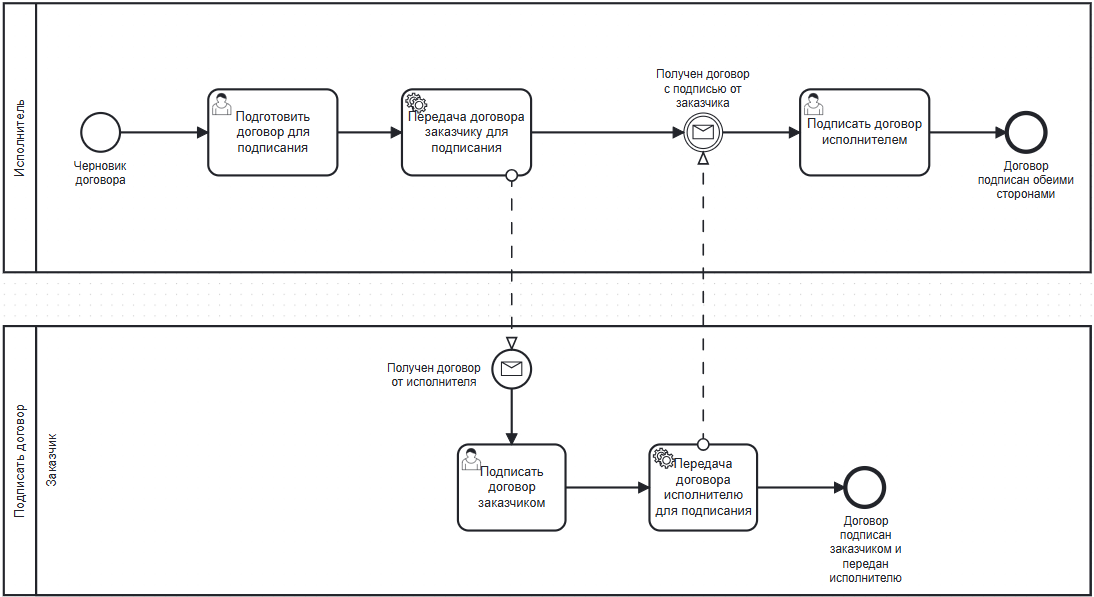 Исполнитель
Черновик
договора
Подготовить
договор для
подписания
Передача договора
заказчику для
подписания
Получен договор
с подписью от
заказчика
Подписать договор
исполнителем
Договор
подписан обеими
сторонами
Подписать договор
Заказчик
Получен договор
от исполнителя
Подписать
договор
заказчиком
Передача
договора
исполнителю
для подписания
Договор
подписан
заказчиком и
передан
исполнителю